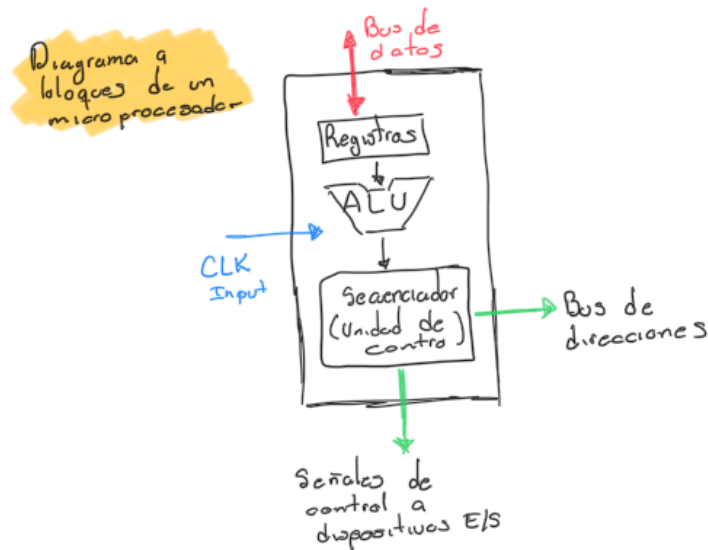 Diagrama a
bloques de un
microprocesador
Bus de
datos
Registros
ALU
CLK
Input
Secuenciador
(Unidad de
control)
Bus de
direcciones
Señales de
control a
dispositivos E/S